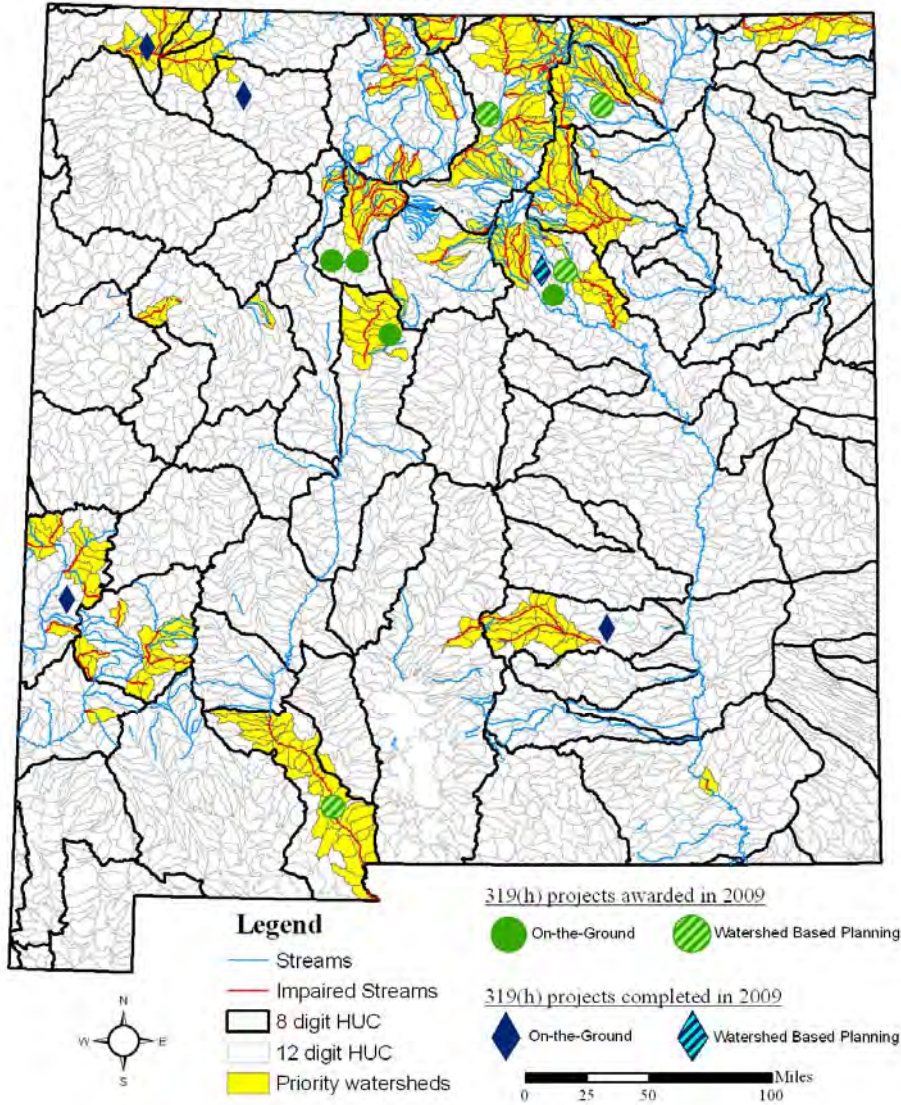 Legend
Streams
Impaired Streams
8 digit HUC
12 digit HUC
Priority watersheds
N
W E
S
319(h) projects awarded in 2009
On-the-Ground Watershed Based Planning
319(h) projects completed in 2009
On-the-Ground Watershed Based Planning
Miles
0 25 50 100